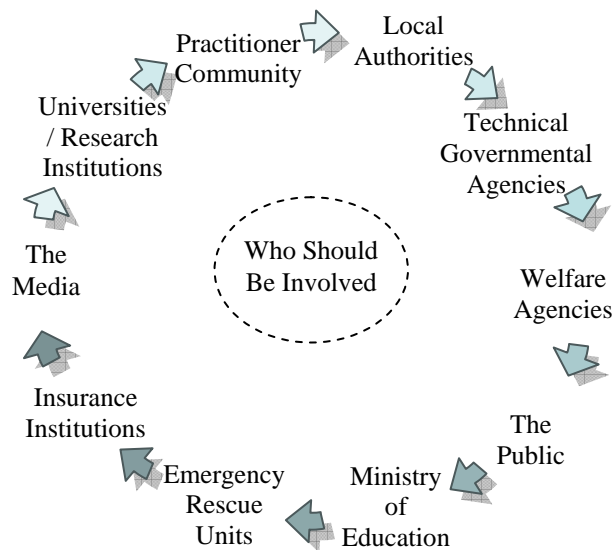 Practitioner
Community
Local
Authorities
Technical
Governmental
Agencies
Welfare
Agencies
The
Public
Ministry
of
Education
Emergency
Rescue
Units
Insurance
Institutions
The
Media
Universities
/ Research
Institutions
Who Should
Be Involved